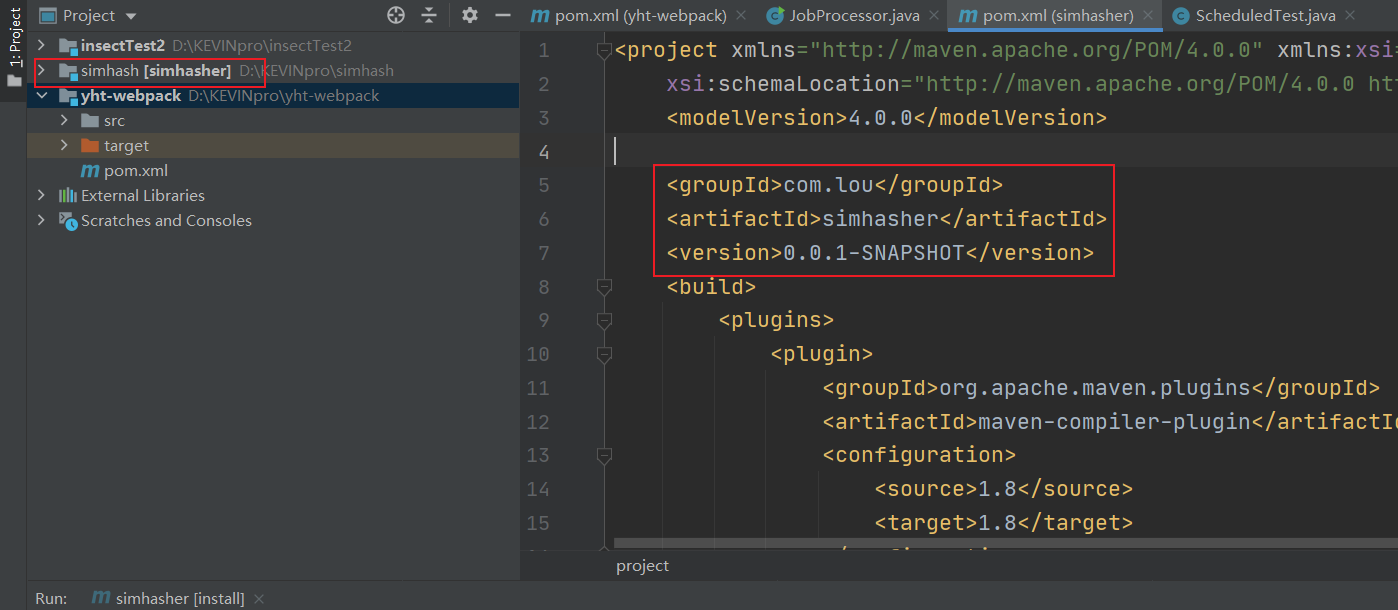 1: Project
Project
insectTest2 D:\KEVINpro\insectTest2
simhash [simhasher] D:\KEVINpro\simhash
yht-webpack D:\KEVINpro\yht-webpack
src
target
pom.xml
External Libraries
Scratches and Consoles
pom.xml (yht-webpack) JobProcessor.java pom.xml (simhasher) ScheduledTest.java
1 <project xmlns="http://maven.apache.org/POM/4.0.0" xmlns:xsi
2 xsi:schemaLocation="http://maven.apache.org/POM/4.0.0 htt
3 <modelVersion>4.0.0</modelVersion>
4
5 <groupId>com.lou</groupId>
6 <artifactId>simhasher</artifactId>
7 <version>0.0.1-SNAPSHOT</version>
8 <build>
9 <plugins>
10 <plugin>
11 <groupId>org.apache.maven.plugins</groupId>
12 <artifactId>maven-compiler-plugin</artifactId
13 <configuration>
14 <source>1.8</source>
15 <target>1.8</target>
project
Run: simhasher [install]